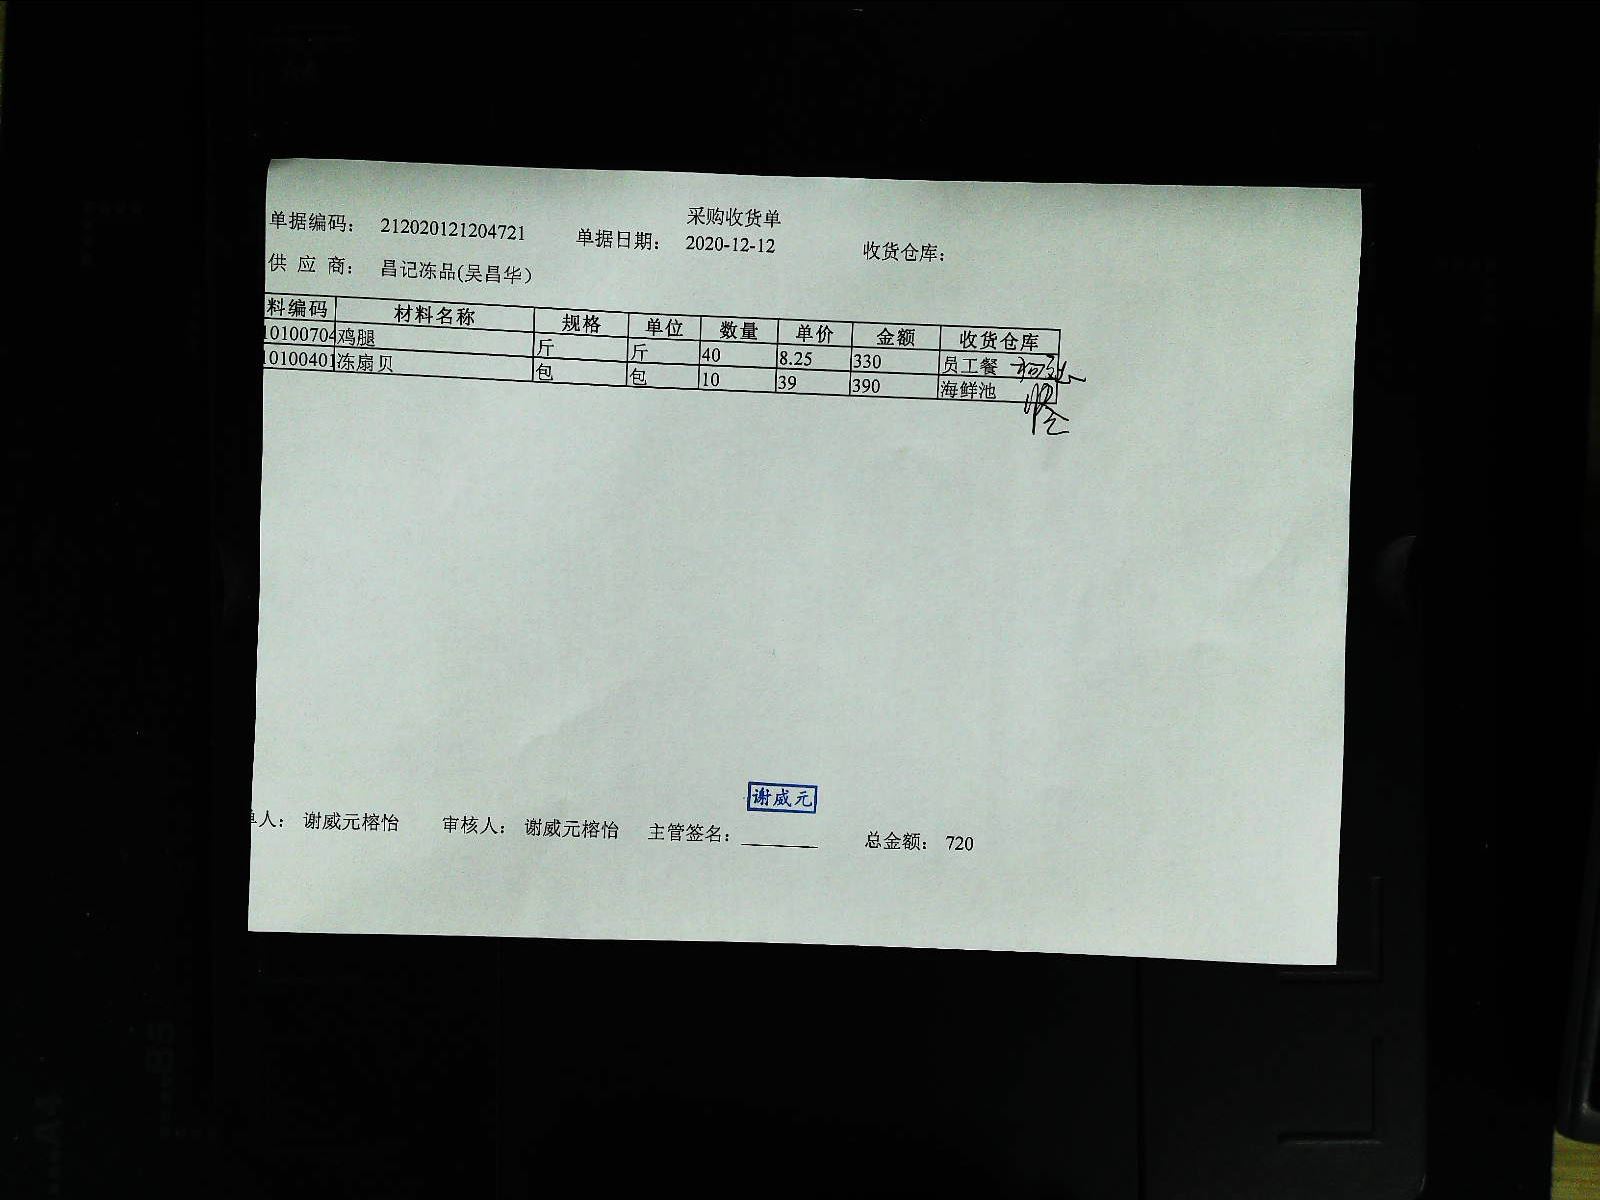 采购收货单
单据编码： 212020121204721 单据日期： 2020-12-12 收货仓库：
供 应 商： 昌记冻品(吴昌华）
料编码 材料名称 规格 单位 数量 单价 金额 收货仓库
10100704 鸡腿 斤 斤 40 8.25 330 员工餐
10100401 冻扇贝 包 包 10 39 390 海鲜池
谢威元
单人： 谢威元榕怡 审核人： 谢威元榕怡 主管签名： 总金额： 720